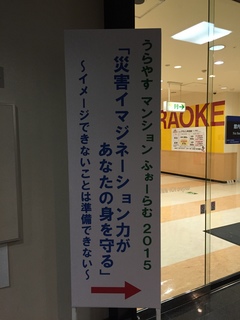 うらやす マンション ふぉーらむ 2015
「災害イマジネーション力が
あなたの身を守る」
～イメージできないことは準備できない～
RAOKE